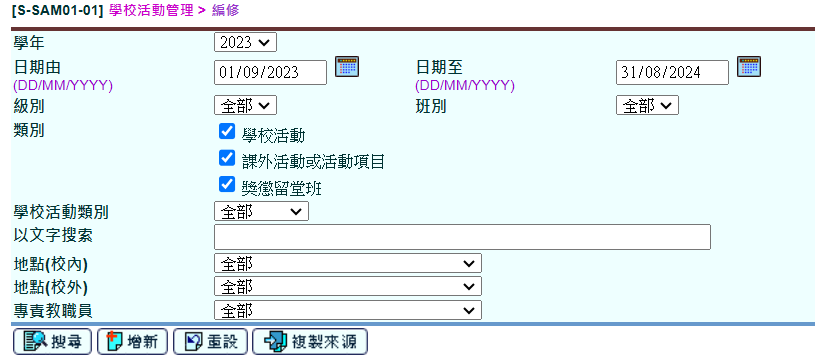 [S-SAM01-01] 學校活動管理 > 編修
學年 2023
日期由 01/09/2023 日期至 31/08/2024
(DD/MM/YYYY) (DD/MM/YYYY)
級別 全部 班別 全部
類別 學校活動
課外活動或活動項目
獎懲留堂班
學校活動類別 全部
以文字搜索
地點(校內) 全部
地點(校外) 全部
專責教職員 全部
搜尋 增新 重設 複製來源